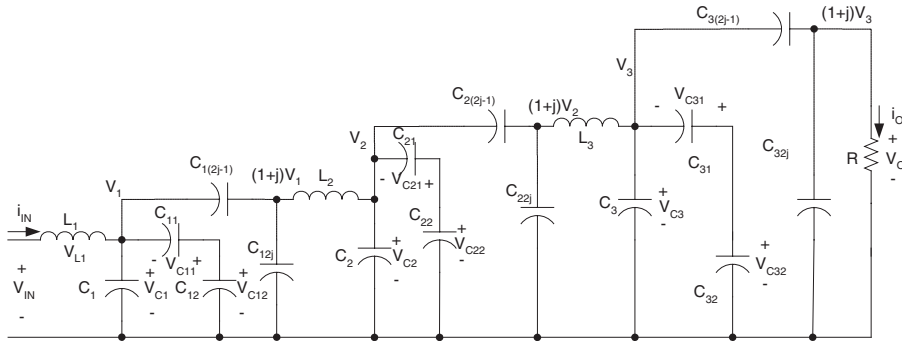 C3(2j-1)
(1+j)V3
V3
C2(2j-1)
(1+j)V2
L3
- VC31 +
C31
C32j
iO
+
VO
-
R
V2
C21
- VC21 +
C1(2j-1)
(1+j)V1
L2
V1
C22j
C22
+
VC22
-
C3
+
VC3
-
iIN
L1
VL1
C11
- VC11 +
C12j
C2
+
VC2
-
C32
+
VC32
-
+
VIN
-
C1
+
VC1
-
C12
+
VC12
-